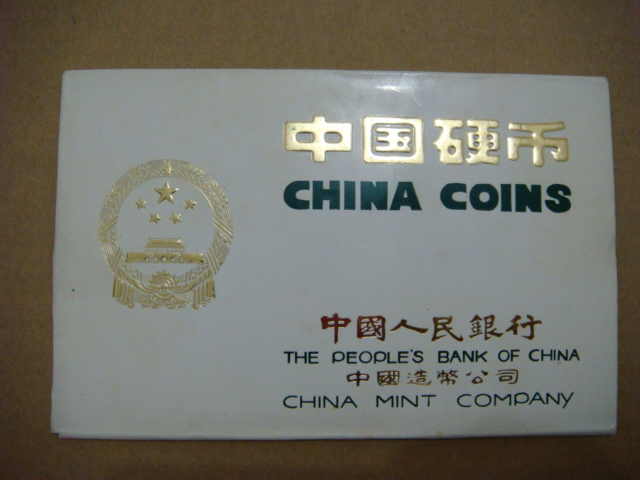 中国硬币
CHINA COINS
中國人民銀行
THE PEOPLE'S BANK OF CHINA
中國造幣公司
CHINA MINT COMPANY